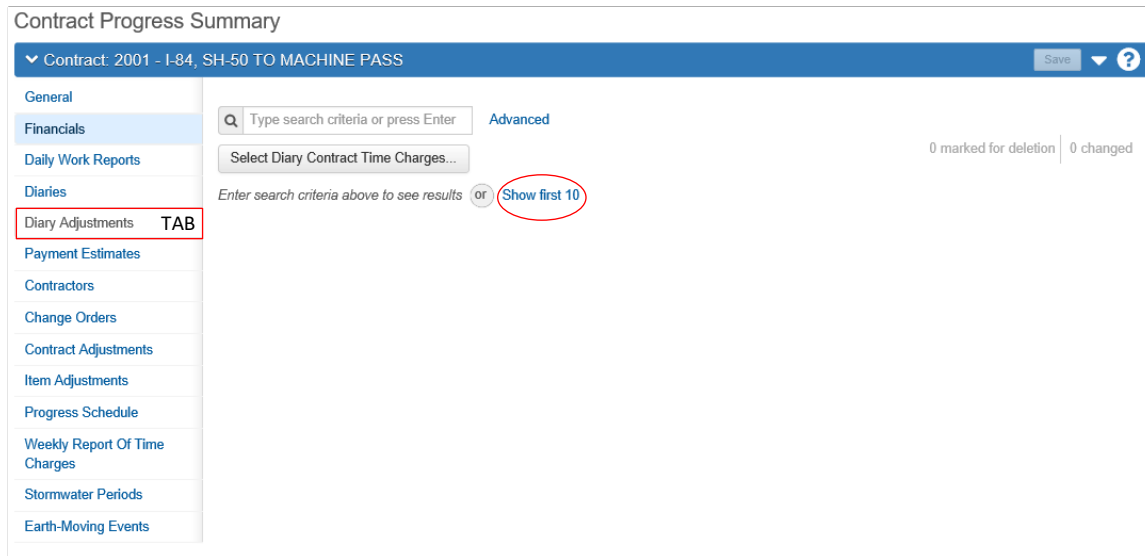 Contract Progress Summary
Contract: 2001 - I-84, SH-50 TO MACHINE PASS
Save
?
General
Financials
Daily Work Reports
Diaries
Diary Adjustments TAB
Payment Estimates
Contractors
Change Orders
Contract Adjustments
Item Adjustments
Progress Schedule
Weekly Report Of Time
Charges
Stormwater Periods
Earth-Moving Events
Type search criteria or press Enter
Advanced
Select Diary Contract Time Charges...
0 marked for deletion
0 changed
Enter search criteria above to see results or Show first 10